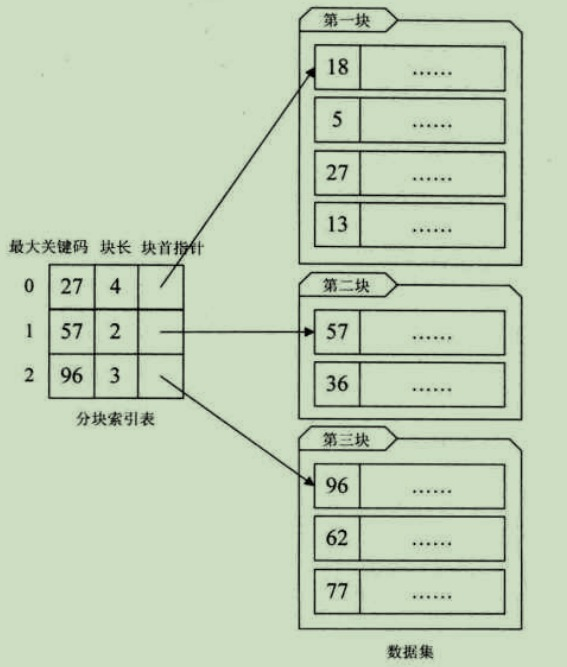 第一块
18 ……
5 ……
27 ……
13 ……
最大关键码 块长 块首指针
0 27 4
1 57 2
2 96 3
分块索引表
第二块
57 ……
36 ……
第三块
96 ……
62 ……
77 ……
数据集